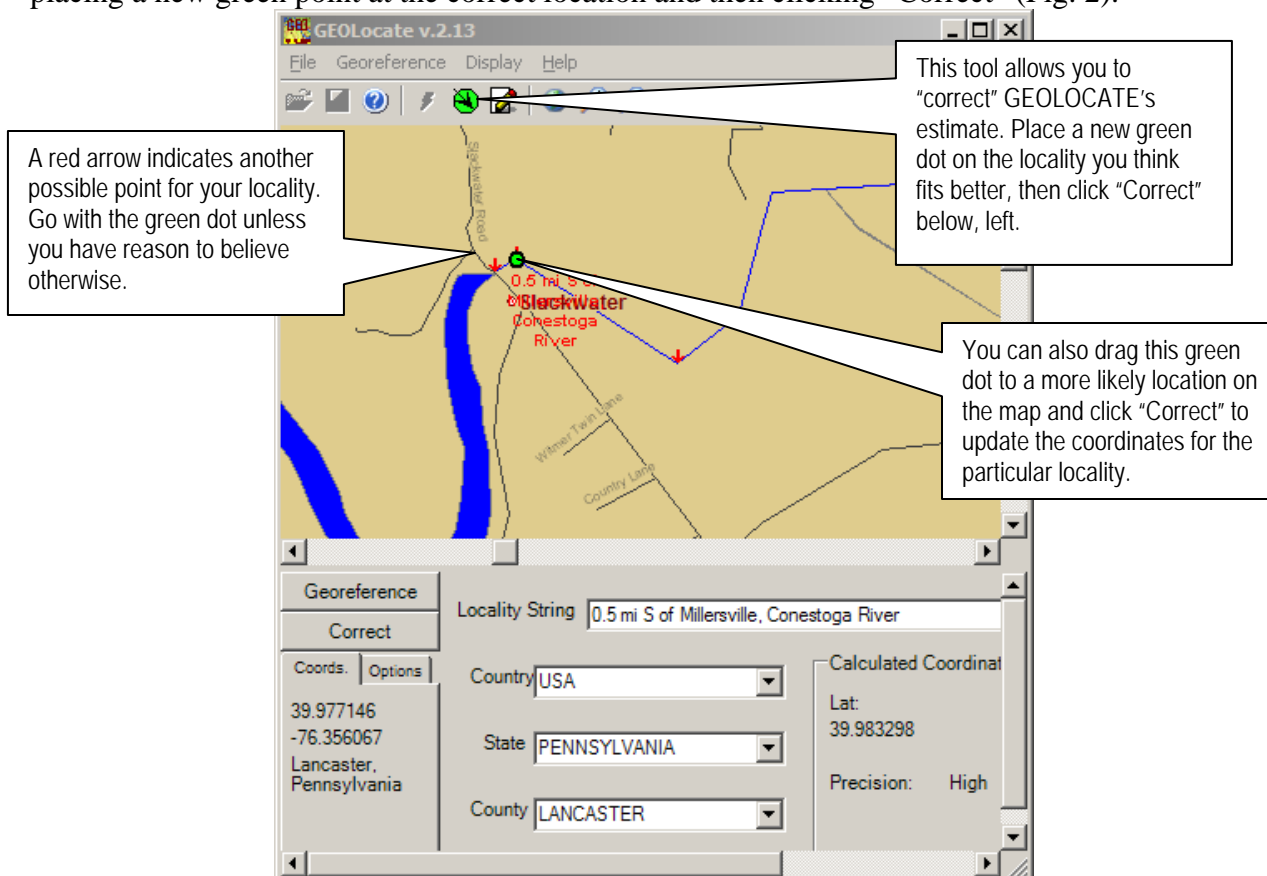 placing a new green point at the correct location and then clicking "Correct" (Fig. 2).
GEOLocate v.2.13
File Georeference Display Help
This tool allows you to
"correct" GEOLOCATE's
estimate. Place a new green
dot on the locality you think
fits better, then click "Correct"
below, left.
A red arrow indicates another
possible point for your locality.
Go with the green dot unless
you have reason to believe
otherwise.
Slackwater Road
0.5 mi S of
Millersville
Slackwater
Conestoga
River
You can also drag this green
dot to a more likely location on
the map and click "Correct" to
update the coordinates for the
particular locality.
Witmer Twin Lane
Country Lane
Georeference
Correct
Locality String 0.5 mi S of Millersville, Conestoga River
Coords. Options
39.977146
-76.356067
Lancaster,
Pennsylvania
Country USA
State PENNSYLVANIA
County LANCASTER
Calculated Coordinat
Lat:
39.983298
Precision: High